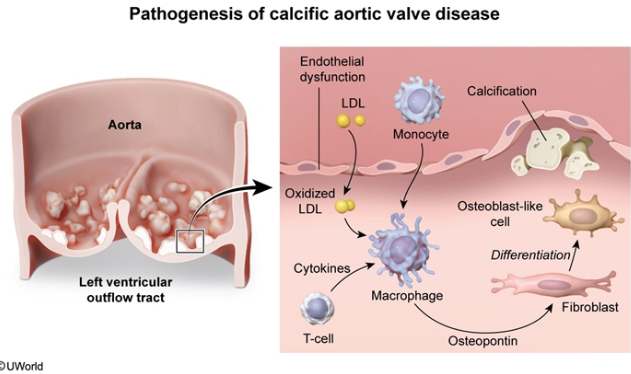 Pathogenesis of calcific aortic valve disease
Aorta
Left ventricular
outflow tract
Endothelial
dysfunction
LDL
Monocyte
Calcification
Oxidized
LDL
Osteoblast-like
cell
Cytokines
Differentiation
Macrophage
Fibroblast
T-cell
Osteopontin
©UWorld